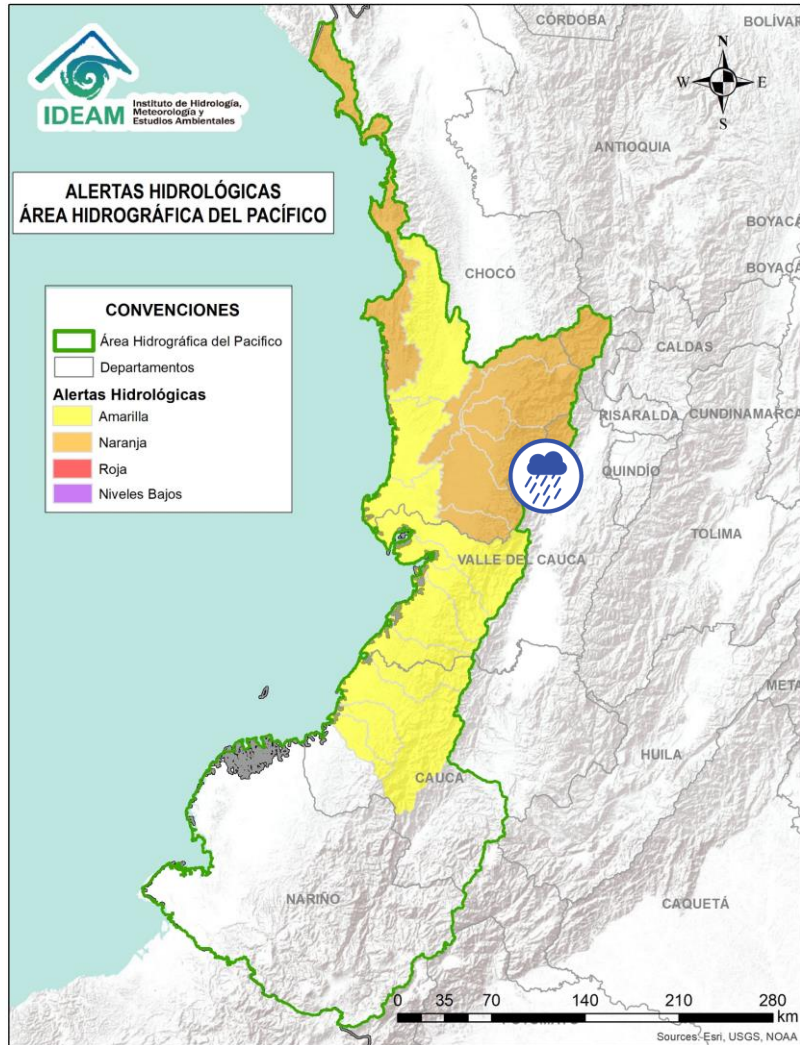 IDEAM
Instituto de Hidrología,
Meteorología y
Estudios Ambientales
ALERTAS HIDROLÓGICAS
ÁREA HIDROGRÁFICA DEL PACÍFICO
CONVENCIONES
Área Hidrográfica del Pacifico
Departamentos
Alertas Hidrológicas
Amarilla
Naranja
Roja
Niveles Bajos
CÓRDOBA
BOLÍVAR
N
W
E
S
ANTIOQUIA
BOYACÁ
CHOCÓ
BOYACÁ
CALDAS
RISARALDA
CUNDINAMARCA
QUINDÍO
TOLIMA
VALLE DEL CAUCA
META
HUILA
CAUCA
NARIÑO
CAQUETÁ
0 35 70 140 210 280
km
Sources: Esri, USGS, NOAA